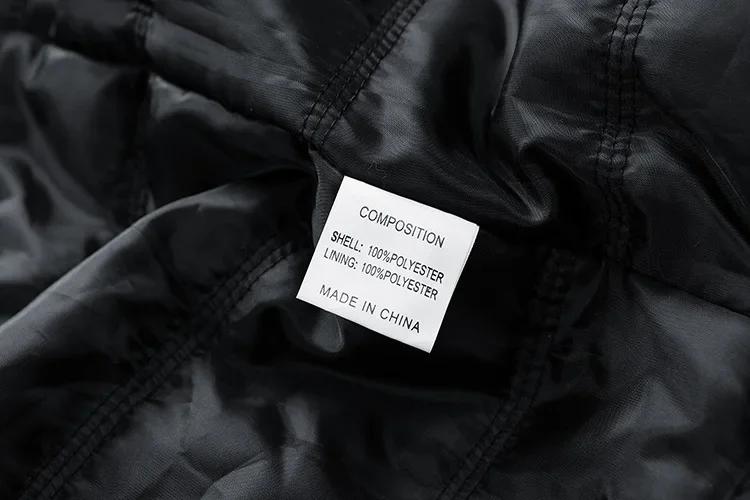 COMPOSITION
SHELL: 100%POLYESTER
LINING: 100%POLYESTER
MADE IN CHINA